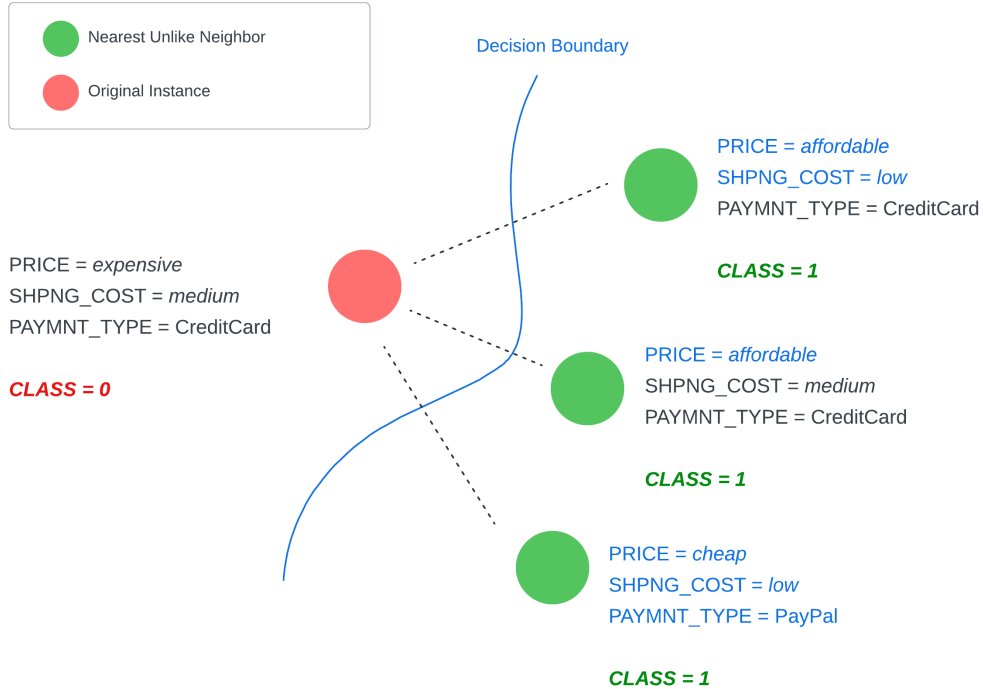 Nearest Unlike Neighbor
Original Instance
Decision Boundary
PRICE = affordable
SHPNG_COST = low
PAYMNT_TYPE = CreditCard
CLASS = 1
PRICE = expensive
SHPNG_COST = medium
PAYMNT_TYPE = CreditCard
CLASS = 0
PRICE = affordable
SHPNG_COST = medium
PAYMNT_TYPE = CreditCard
CLASS = 1
PRICE = cheap
SHPNG_COST = low
PAYMNT_TYPE = PayPal
CLASS = 1